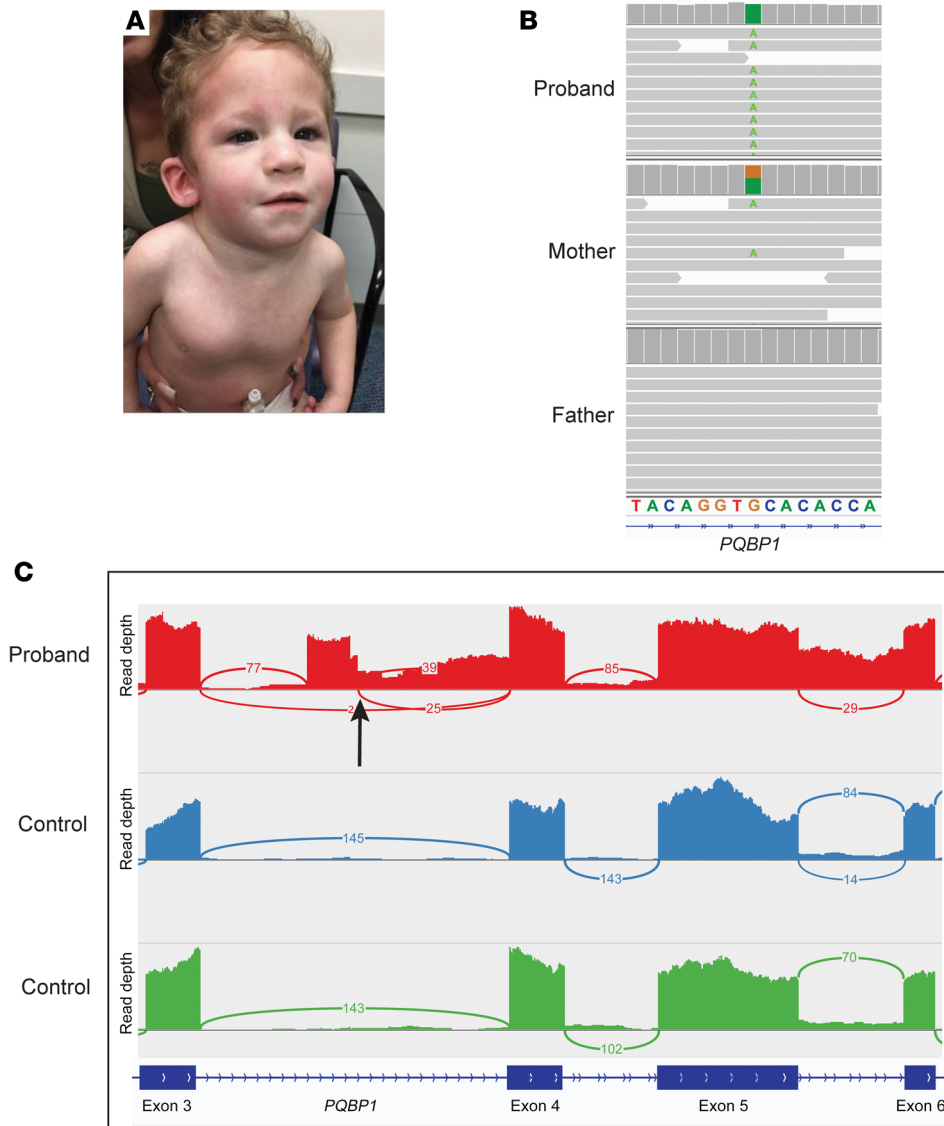 A
B
Proband
A
A
A
A
A
A
A
A
A
Mother
A
A
Father
TACAGGTGCACACCA
PQBP1
C
Proband
Read depth
77
39
2
25
85
29
Control
Read depth
145
143
84
14
Control
Read depth
143
102
70
Exon 3
PQBP1
Exon 4
Exon 5
Exon 6